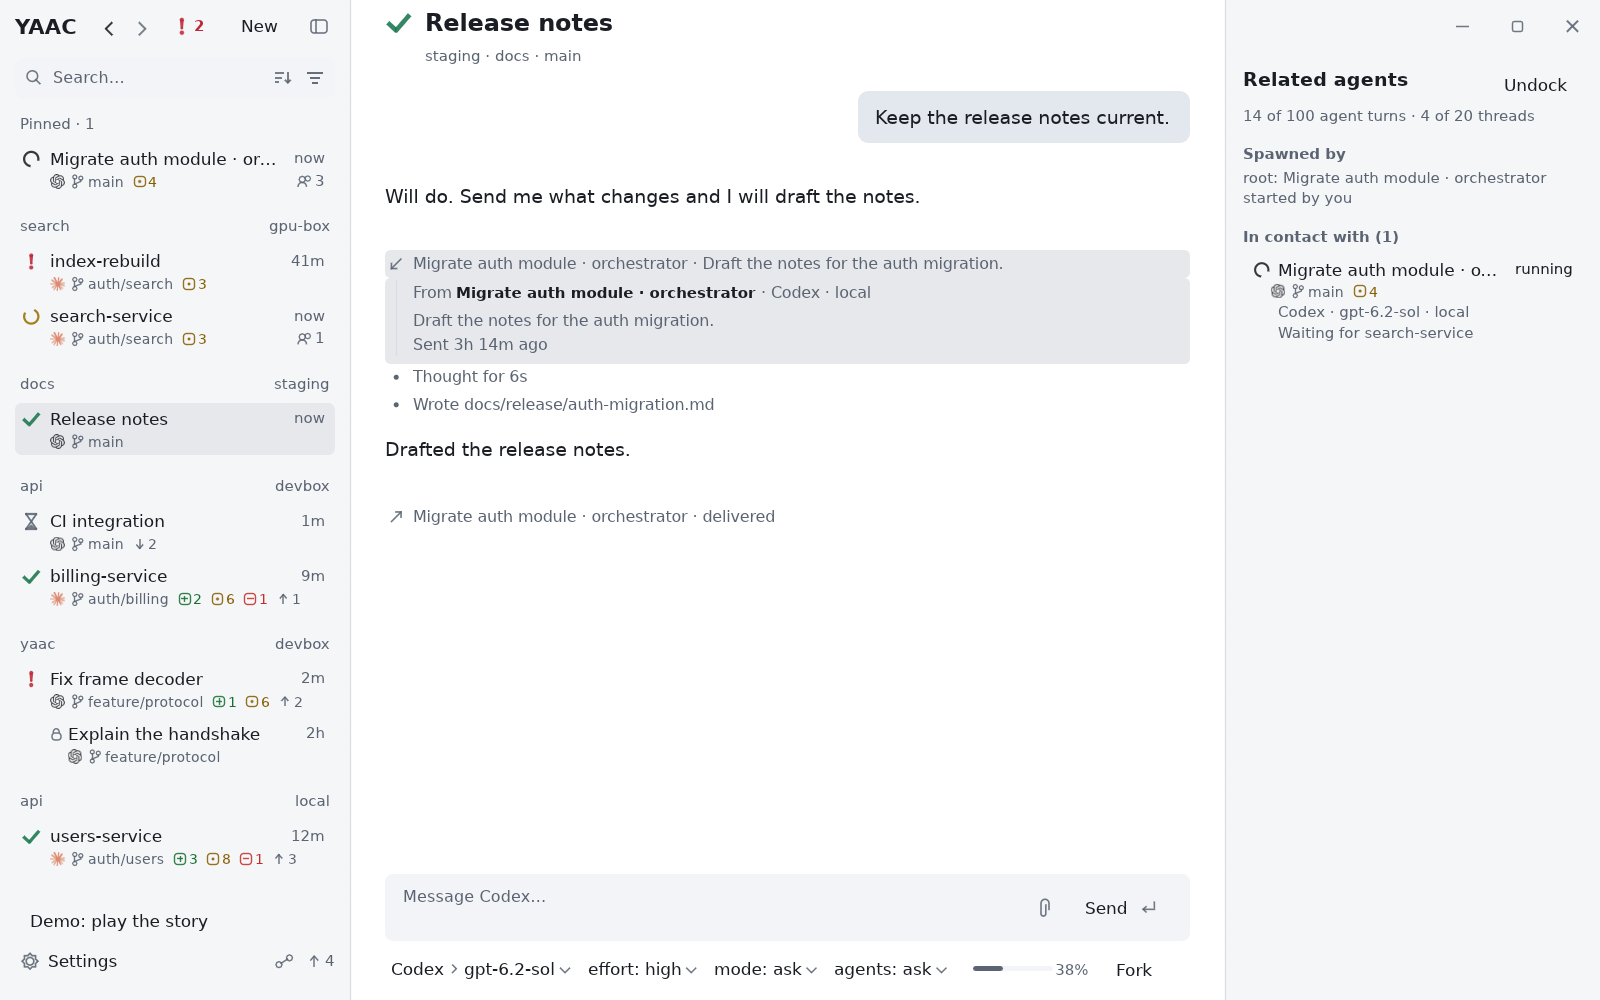 YAAC
2
New
Search...
Pinned · 1
Migrate auth module · or... now
main 4 3
search gpu-box
index-rebuild 41m
auth/search 3
search-service now
auth/search 3 1
docs staging
Release notes now
main
api devbox
CI integration 1m
main 2
billing-service 9m
auth/billing 2 6 1 1
yaac devbox
Fix frame decoder 2m
feature/protocol 1 6 2
Explain the handshake 2h
feature/protocol
api local
users-service 12m
auth/users 3 8 1 3
Demo: play the story
Settings 4
Release notes
staging · docs · main
Keep the release notes current.
Will do. Send me what changes and I will draft the notes.
Migrate auth module · orchestrator · Draft the notes for the auth migration.
From Migrate auth module · orchestrator · Codex · local
Draft the notes for the auth migration.
Sent 3h 14m ago
• Thought for 6s
• Wrote docs/release/auth-migration.md
Drafted the release notes.
Migrate auth module · orchestrator · delivered
Message Codex...
Send
Codex gpt-6.2-sol effort: high mode: ask agents: ask 38% Fork
Related agents
Undock
14 of 100 agent turns · 4 of 20 threads
Spawned by
root: Migrate auth module · orchestrator
started by you
In contact with (1)
Migrate auth module · o... running
main 4
Codex · gpt-6.2-sol · local
Waiting for search-service